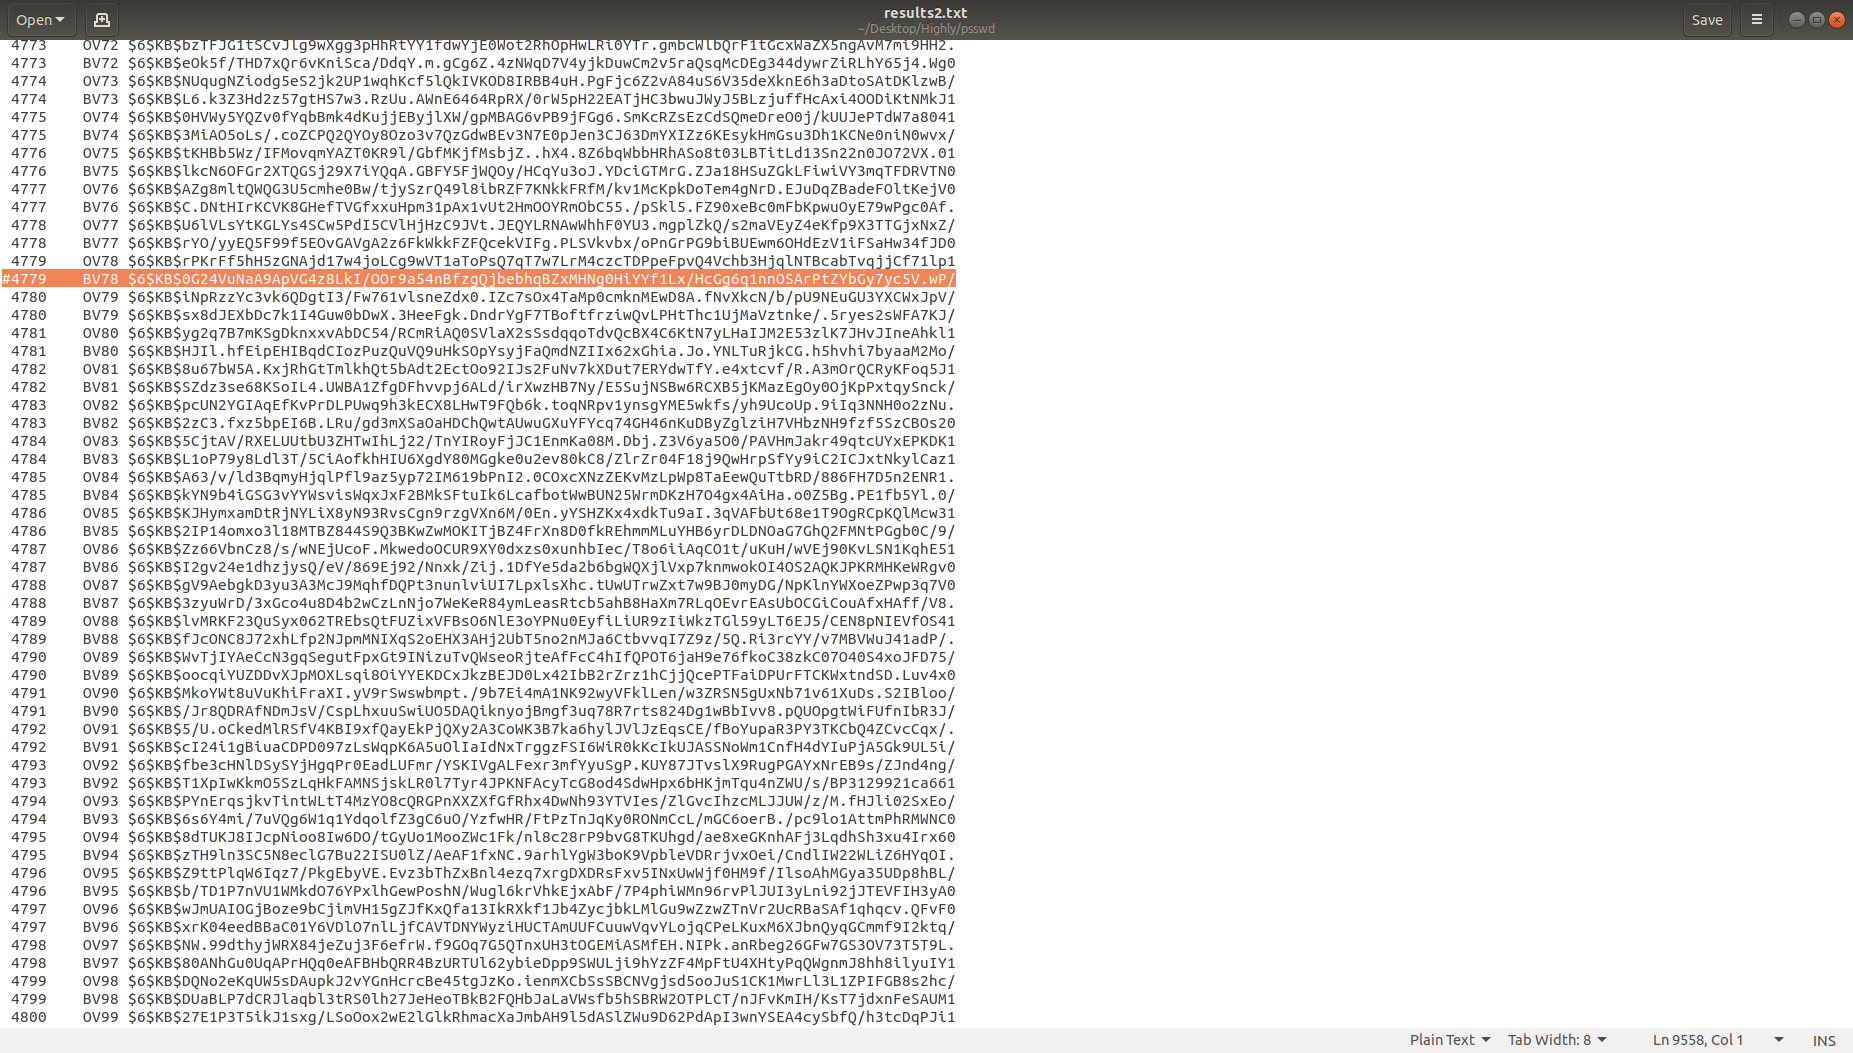 Open
results2.txt
~/Desktop/Highly/psswd
Save
4773 OV72 $6$KB$bzTFJG1tSCvJlg9wXgg3pHhRtYY1fdwYjE0Wot2RhOpHwLRi0YTr.gmbcWlbQrF1tGcxWaZX5ngAvM7mi9HH2.
4773 BV72 $6$KB$eOk5f/THD7xQr6vKniSca/DdqY.m.gCg6Z.4zNWqD7V4yjkDuwCm2v5raQsqMcDEg344dywrZiRLhY65j4.Wg0
4774 OV73 $6$KB$NUqugNZiodg5eS2jk2UP1wqhKcf5lQkIVKOD8IRBB4uH.PgFjc6Z2vA84uS6V35deXknE6h3aDtoSAtDKlzwB/
4774 BV73 $6$KB$L6.k3Z3Hd2z57gtHS7w3.RzUu.AWnE6464RpRX/0rW5pH22EATjHC3bwuJWyJ5BLzjuffHcAxi4OODiKtNMkJ1
4775 OV74 $6$KB$0HVWy5YQZv0fYqbBmk4dKujjEByjlXW/gpMBAG6vPB9jFGg6.SmKcRZsEzCdSQmeDreO0j/kUUJePTdW7a8041
4775 BV74 $6$KB$3MiAO5oLs/.coZCPQ2QYOy8Ozo3v7QzGdwBEv3N7E0pJen3CJ63DmYXIZz6KEsykHmGsu3Dh1KCNe0niN0wvx/
4776 OV75 $6$KB$tKHBb5Wz/IFMovqmYAZT0KR9l/GbfMKjfMsbjZ..hX4.8Z6bqWbbHRhASo8t03LBTitLd13Sn22n0JO72VX.01
4776 BV75 $6$KB$lkcN6OFGr2XTQGSj29X7iYQqA.GBFY5FjWQOy/HCqYu3oJ.YDciGTMrG.ZJa18HSuZGkLFiwiVY3mqTFDRVTN0
4777 OV76 $6$KB$AZg8mltQWQG3U5cmhe0Bw/tjySzrQ49l8ibRZF7KNkkFRfM/kv1McKpkDoTem4gNrD.EJuDqZBadeFOltKejV0
4777 BV76 $6$KB$C.DNtHIrKCVK8GHefTVGfxxuHpm31pAx1vUt2HmOOYRmObC55./pSkl5.FZ90xeBc0mFbKpwuOyE79wPgc0Af.
4778 OV77 $6$KB$U6lVLsYtKGLYs4SCw5PdI5CVlHjHzC9JVt.JEQYLRNAwWhhF0YU3.mgplZkQ/s2maVEyZ4eKfp9X3TTGjxNxZ/
4778 BV77 $6$KB$rYO/yyEQ5F99f5EOvGAVgA2z6FkWkkFZFQcekVIFg.PLSVkvbx/oPnGrPG9biBUEwm6OHdEzV1iFSaHw34fJD0
4779 OV78 $6$KB$rPKrFf5hH5zGNAjd17w4joLCg9wVT1aToPsQ7qT7w7LrM4czcTDPpeFpvQ4Vchb3HjqlNTBcabTvqjjCf71lp1
#4779 BV78 $6$KB$0G24VuNaA9ApVG4z8LkI/OOr9a54nBfzgQjbebhqBZxMHNg0HiYYf1Lx/HcGg6q1nnOSArPtZYbGy7yc5V.wP/
4780 OV79 $6$KB$iNpRzzYc3vk6QDgtI3/Fw761vlsneZdx0.IZc7sOx4TaMp0cmknMEwD8A.fNvXkcN/b/pU9NEuGU3YXCWxJpV/
4780 BV79 $6$KB$sx8dJEXbDc7k1I4Guw0bDwX.3HeeFgk.DndrYgF7TBoftfrziwQvLPHtThc1UjMaVztnke/.5ryes2sWFA7KJ/
4781 OV80 $6$KB$yg2q7B7mKSgDknxxvAbDC54/RCmRiAQ0SVlaX2sSsdqqoTdvQcBX4C6KtN7yLHaIJM2E53zlK7JHvJIneAhkl1
4781 BV80 $6$KB$HJIl.hfEipEHIBqdCIozPuzQuVQ9uHkSOpYsyjFaQmdNZIIx62xGhia.Jo.YNLTuRjkCG.h5hvhi7byaaM2Mo/
4782 OV81 $6$KB$8u67bW5A.KxjRhGtTmlkhQt5bAdt2EctOo92IJs2FuNv7kXDut7ERYdwTfY.e4xtcvf/R.A3mOrQCRyKFoq5J1
4782 BV81 $6$KB$SZdz3se68KSoIL4.UWBA1ZfgDFhvvpj6ALd/irXwzHB7Ny/E5SujNSBw6RCXB5jKMazEgOy0OjKpPxtqySnck/
4783 OV82 $6$KB$pcUN2YGIAqEfKvPrDLPUwq9h3kECX8LHwT9FQb6k.toqNRpv1ynsgYME5wkfs/yh9UcoUp.9iIq3NNH0o2zNu.
4783 BV82 $6$KB$2zC3.fxz5bpEI6B.LRu/gd3mXSaOaHDChQwtAUwuGXuYFYcq74GH46nKuDByZglziH7VHbzNH9fzf5SzCBOs20
4784 OV83 $6$KB$5CjtAV/RXELUUtbU3ZHTwIhLj22/TnYIRoyFjJC1EnmKa08M.Dbj.Z3V6ya5O0/PAVHmJakr49qtcUYxEPKDK1
4784 BV83 $6$KB$L1oP79y8Ldl3T/5CiAofkhHIU6XgdY80MGgke0u2ev80kC8/ZlrZr04F18j9QwHrpSfYy9iC2ICJxtNkylCaz1
4785 OV84 $6$KB$A63/v/ld3BqmyHjqlPfl9az5yp72IM619bPnI2.0COxcXNzZEKvMzLpWp8TaEewQuTtbRD/886FH7D5n2ENR1.
4785 BV84 $6$KB$kYN9b4iGSG3vYYWsvisWqxJxF2BMkSFtuIk6LcafbotWwBUN25WrmDKzH7O4gx4AiHa.o0Z5Bg.PE1fb5Yl.0/
4786 OV85 $6$KB$KJHymxamDtRjNYLiX8yN93RvsCgn9rzgVXn6M/0En.yYSHZKx4xdkTu9aI.3qVAFbUt68e1T9OgRCpKQlMcw31
4786 BV85 $6$KB$2IP14omxo3l18MTBZ844S9Q3BKwZwMOKITjBZ4FrXn8D0fkREhmmMLuYHB6yrDLDNOaG7GhQ2FMNtPGgb0C/9/
4787 OV86 $6$KB$Zz66VbnCz8/s/wNEjUcoF.MkwedoOCUR9XY0dxzs0xunhbIec/T8o6iiAqCO1t/uKuH/wVEj90KvLSN1KqhE51
4787 BV86 $6$KB$I2gv24e1dhzjysQ/eV/869Ej92/Nnxk/Zij.1DfYe5da2b6bgWQXjlVxp7knmwokOI4OS2AQKJPKRMHKeWRgv0
4788 OV87 $6$KB$gV9AebgkD3yu3A3McJ9MqhfDQPt3nunlviUI7LpxlsXhc.tUwUTrwZxt7w9BJ0myDG/NpKlnYWXoeZPwp3q7V0
4788 BV87 $6$KB$3zyuWrD/3xGco4u8D4b2wCzLnNjo7WeKeR84ymLeasRtcb5ahB8HaXm7RLqOEvrEAsUbOCGiCouAfxHAff/V8.
4789 OV88 $6$KB$lvMRKF23QuSyx062TREbsQtFUZixVFBsO6NlE3oYPNu0EyfiLiUR9zIiWkzTGl59yLT6EJ5/CEN8pNIEVfOS41
4789 BV88 $6$KB$fJcONC8J72xhLfp2NJpmMNIXqS2oEHX3AHj2UbT5no2nMJa6Ctbvvq I7Z9z/5Q.Ri3rcYY/v7MBVWuJ41adP/.
4790 OV89 $6$KB$WvTjIYAeCcN3gqSegutFpxGt9INizuTvQWseoRjteAfFcC4hIfQPOT6jaH9e76fkoC38zkC07O40S4xoJFD75/
4790 BV89 $6$KB$oocqiYUZDDvXJpMOXLsqi8OiYYEKDCxJkzBEJD0Lx42IbB2rZrz1hCjjQcePTFaiDPUrFTCKWxtndSD.Luv4x0
4791 OV90 $6$KB$MkoYWt8uVuKhiFraXI.yV9rSwswbmpt./9b7Ei4mA1NK92wyVFklLen/w3ZRSN5gUxNb71v61XuDs.S2IBloo/
4791 BV90 $6$KB$/Jr8QDRAfNDmJsV/CspLhxuuSwiUO5DAQiknyojBmgf3uq78R7rts824Dg1wBbIvv8.pQUOpgtWiFUfnIbR3J/
4792 OV91 $6$KB$5/U.oCkedMlRSfV4KBI9xfQayEkPjQXy2A3CoWK3B7ka6hylJVlJzEqsCE/fBoYupaR3PY3TKCbQ4ZCvcCqx/.
4792 BV91 $6$KB$cI24i1gBiuaCDPD097zLsWqpK6A5uOlIaIdNxTrggzFSI6WiR0kKcIkUJASSNoWm1CnfH4dYIuPjA5Gk9UL5i/
4793 OV92 $6$KB$fbe3cHNlDSySYjHgqPr0EadLUFmr/YSKIVgALFexr3mfYyuSgP.KUY87JTvslX9RugPGAYxNrEB9s/ZJnd4ng/
4793 BV92 $6$KB$T1XpIwKkmO5SzLqHkFAMNSjskLR0l7Tyr4JPKNFAcyTcG8od4SdwHpx6bHKjmTqu4nZWU/s/BP3129921ca661
4794 OV93 $6$KB$PYnErqsjkvTintWLtT4MzYO8cQRGPnXXZXfGfRhx4DwNh93YTVIes/ZlGvcIhzcMLJJUW/z/M.fHJli02SxEo/
4794 BV93 $6$KB$6s6Y4mi/7uVQg6W1q1YdqolfZ3gC6uO/YzfwHR/FtPzTnJqKy0RONmCcL/mGC6oerB./pc9lo1AttmPhRMWNC0
4795 OV94 $6$KB$8dTUKJ8IJcpNioo8Iw6DO/tGyUo1MooZWc1Fk/nl8c28rP9bvG8TKUhgd/ae8xeGKnhAFj3LqdhSh3xu4Irx60
4795 BV94 $6$KB$zTH9ln3SC5N8eclG7Bu22ISU0lZ/AeAF1fxNC.9arhlYgW3boK9VpbleVDRrjvxOei/CndlIW22WLiZ6HYqOI.
4796 OV95 $6$KB$Z9ttPlqW6Iqz7/PkgEbyVE.Evz3bThZxBnl4ezq7xrgDXDRsFxv5INxUwWjf0HM9f/IlsoAhMGya35UDp8hBL/
4796 BV95 $6$KB$b/TD1P7nVU1WMkdO76YPxlhGewPoshN/Wugl6krVhkEjxAbF/7P4phiWMn96rvPlJUI3yLni92jJTEVFIH3yA0
4797 OV96 $6$KB$wJmUAIOGjBoze9bCjimVH15gZJfKxQfa13IkRXkf1Jb4ZycjbkLMlGu9wZzwZTnVr2UcRBaSAf1qhqcv.QFvF0
4797 BV96 $6$KB$xrK04eedBBaC01Y6VDlO7nlLjfCAVTDNYWyziHUCTAmUUFCuuwVqvYLojqCPeLKuxM6XJbnQyqGCmmf9I2ktq/
4798 OV97 $6$KB$NW.99dthyjWRX84jeZuj3F6efrW.f9GOq7G5QTnxUH3tOGEMiASMfEH.NIPk.anRbeg26GFw7GS3OV73T5T9L.
4798 BV97 $6$KB$80ANhGu0UqAPrHQq0eAFBHbQRR4BzURTUl62ybieDpp9SWULji9hYzZF4MpFtU4XHtyPqQWgnmJ8hh8ilyuIY1
4799 OV98 $6$KB$DQNo2eKqUW5sDAupkJ2vYGnHcrcBe45tgJzKo.ienmXCbSsSBCNVgjsd5ooJuS1CK1MwrLl3L1ZPIFGB8s2hc/
4799 BV98 $6$KB$DUaBLP7dCRJlaqbl3tRS0lh27JeHeoTBkB2FQHbJaLaVWsfb5hSBRW2OTPLCT/nJFvKmIH/KsT7jdxnFeSAUM1
4800 OV99 $6$KB$27E1P3T5ikJ1sxg/LSoOox2wE2lGlkRhmacXaJmbAH9l5dASlZWu9D62PdApI3wnYSEA4cySbfQ/h3tcDqPJi1
Plain Text
Tab Width: 8
Ln 9558, Col 1
INS